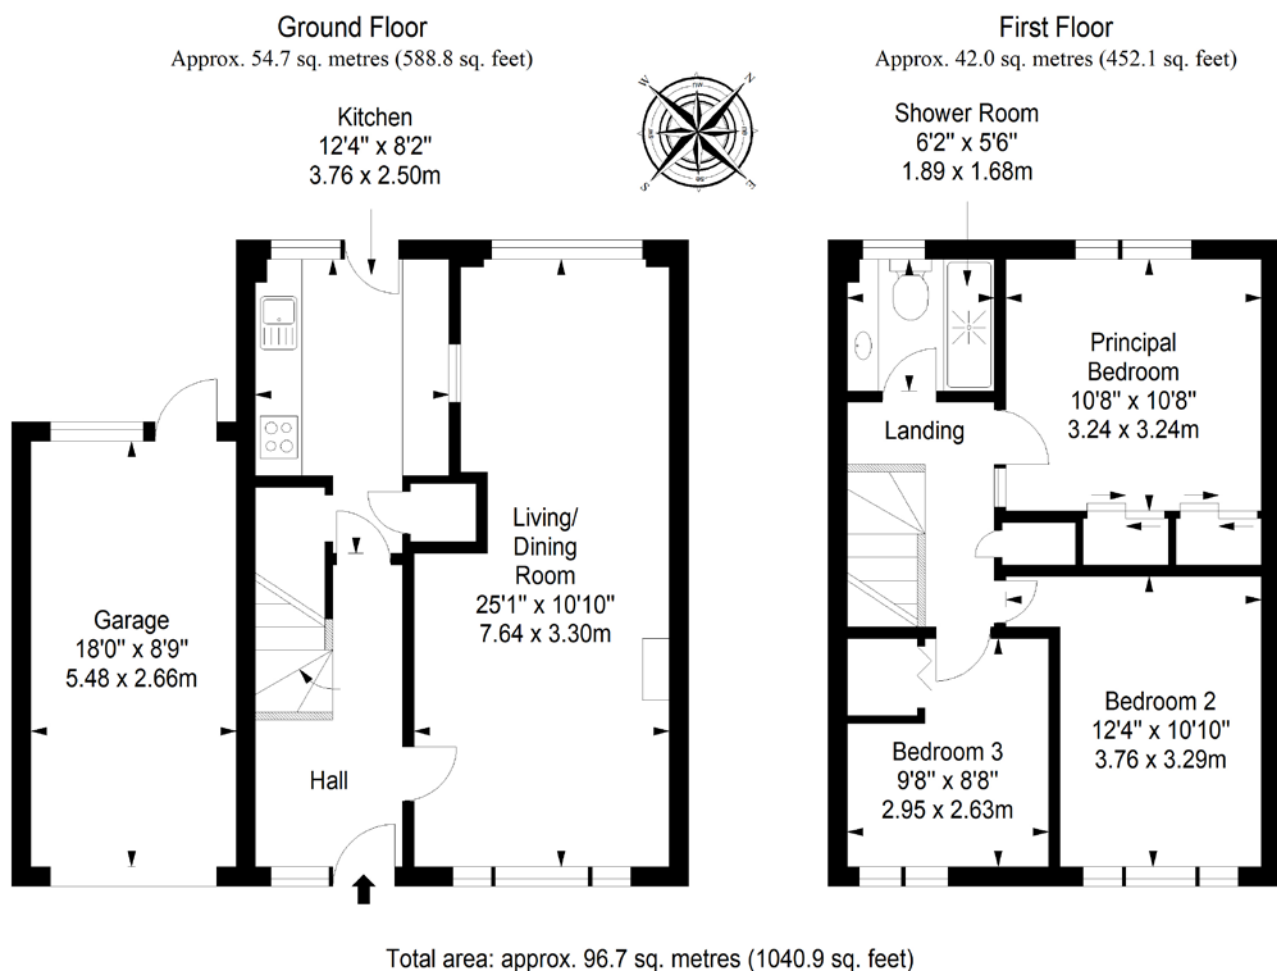 Ground Floor
Approx. 54.7 sq. metres (588.8 sq. feet)
First Floor
Approx. 42.0 sq. metres (452.1 sq. feet)
Kitchen
12'4" x 8'2"
3.76 x 2.50m
W
N
S
E
Shower Room
6'2" x 5'6"
1.89 x 1.68m
Living/
Dining
Room
25'1" x 10'10"
7.64 x 3.30m
Garage
18'0" x 8'9"
5.48 x 2.66m
Hall
Principal
Bedroom
10'8" x 10'8"
3.24 x 3.24m
Landing
Bedroom 2
12'4" x 10'10"
3.76 x 3.29m
Bedroom 3
9'8" x 8'8"
2.95 x 2.63m
Total area: approx. 96.7 sq. metres (1040.9 sq. feet)